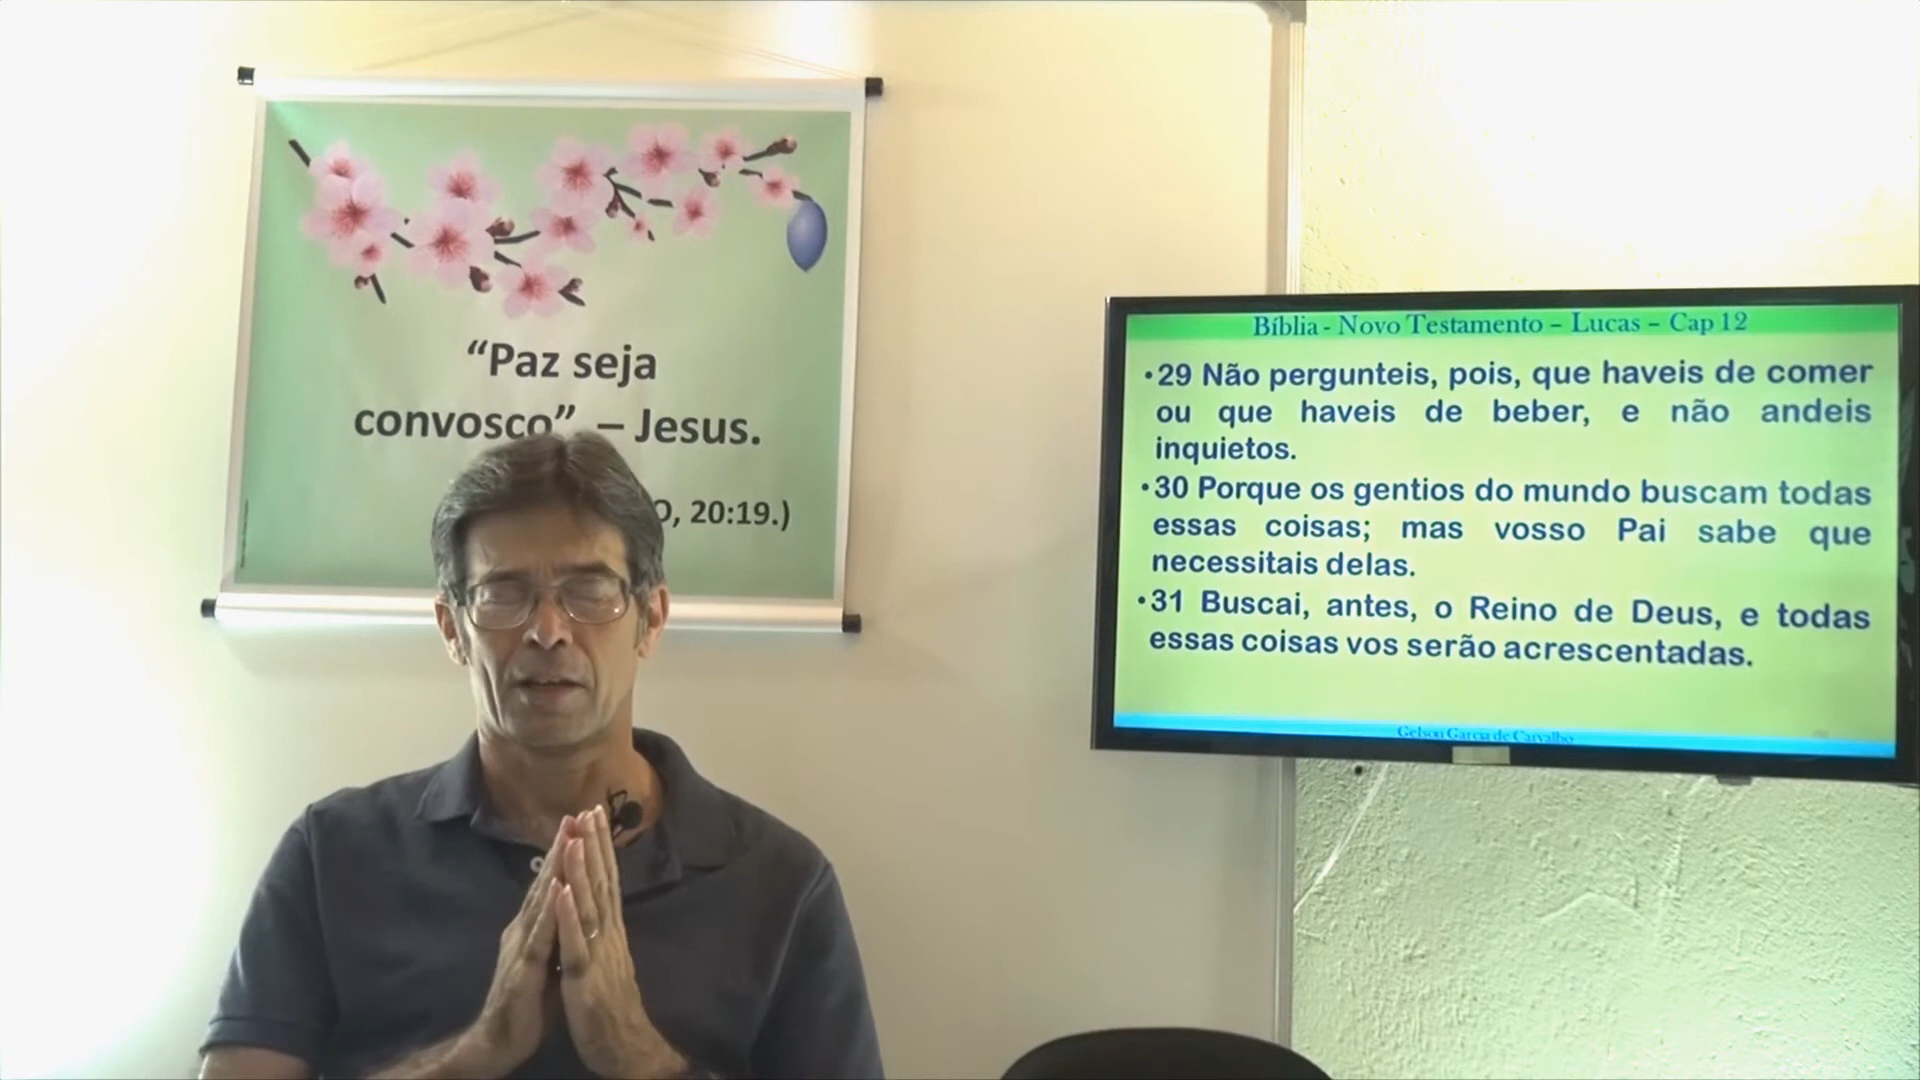 “Paz seja
convosco” – Jesus.
O, 20:19.)
Bíblia - Novo Testamento – Lucas – Cap 12
•29 Não pergunteis, pois, que haveis de comer
ou que haveis de beber, e não andeis
inquietos.
•30 Porque os gentios do mundo buscam todas
essas coisas; mas vosso Pai sabe que
necessitais delas.
•31 Buscai, antes, o Reino de Deus, e todas
essas coisas vos serão acrescentadas.
Gelson Garcia de Carvalho